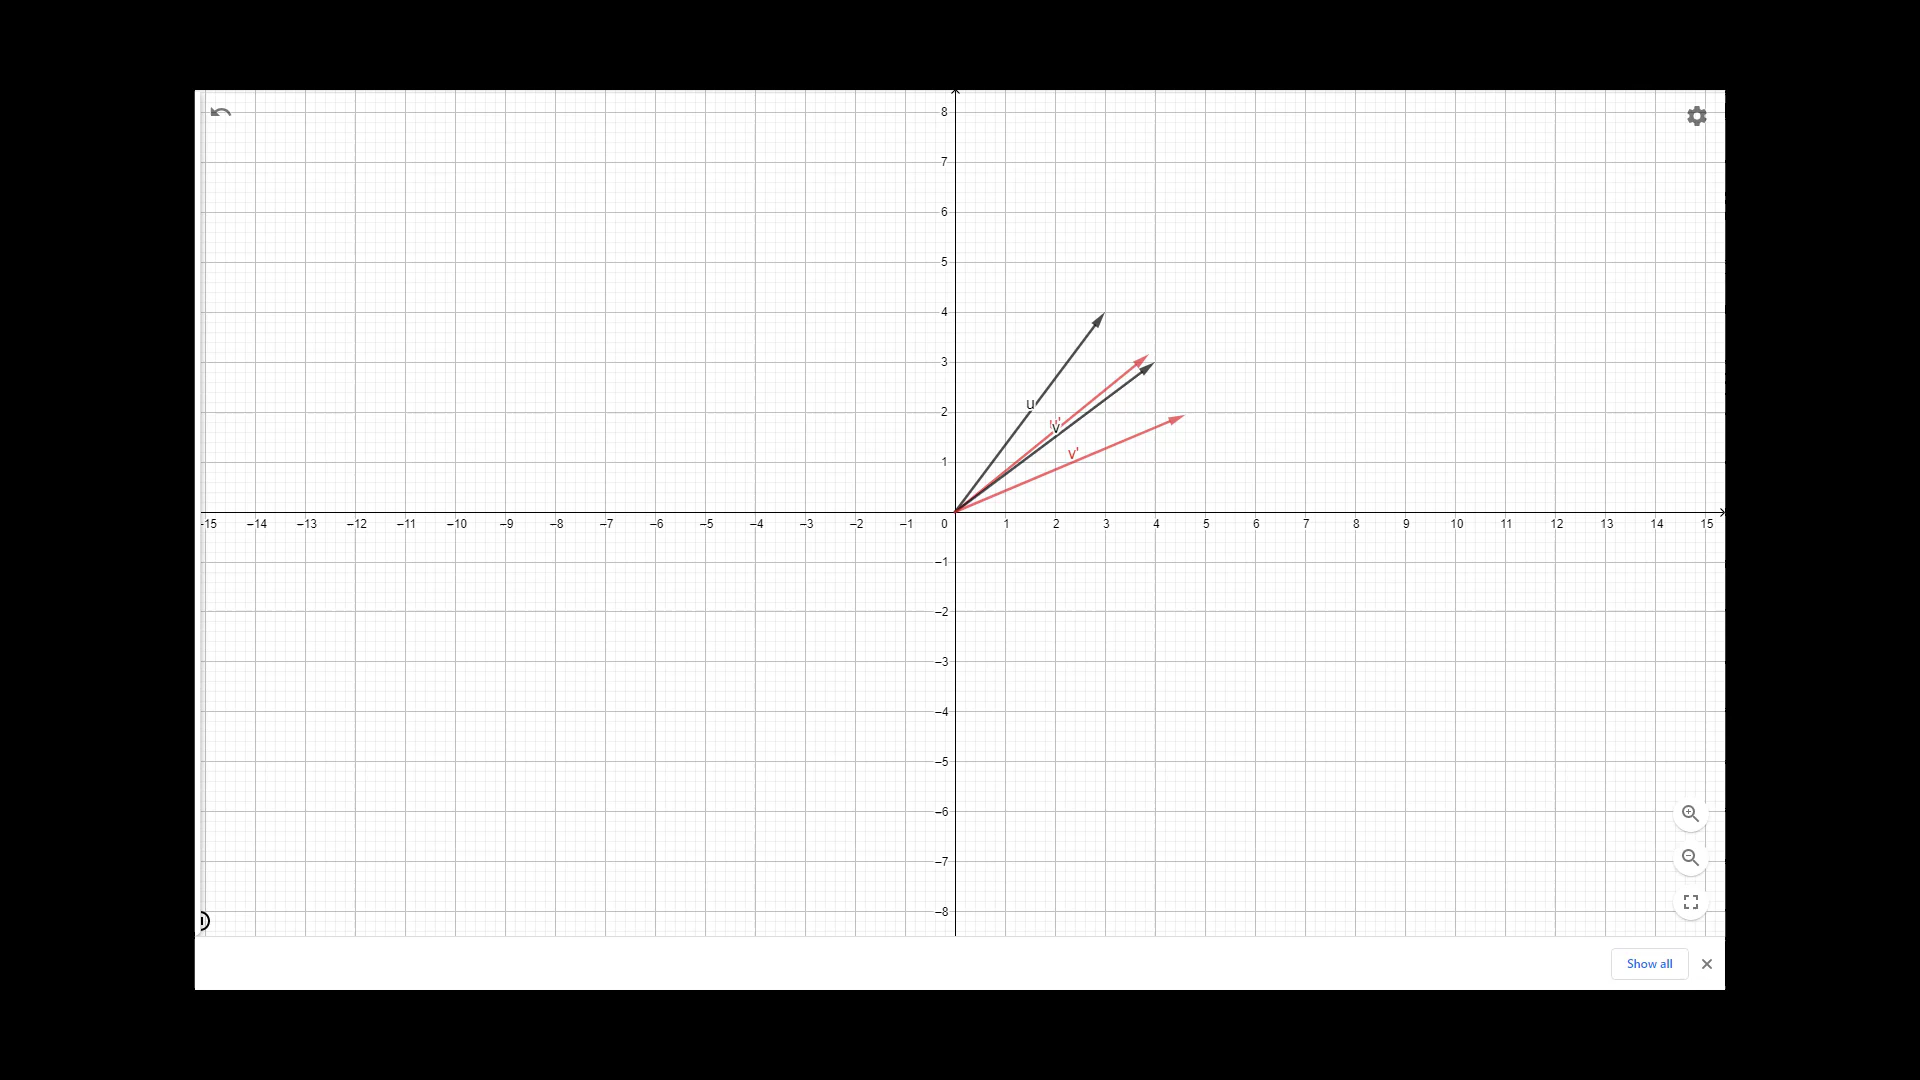 8
7
6
5
4
3
2
1
u
u'
v
v'
-15 –14 –13 –12 –11 –10 –9 –8 –7 –6 –5 –4 –3 –2 –1 0 1 2 3 4 5 6 7 8 9 10 11 12 13 14 15
–1
–2
–3
–4
–5
–6
–7
–8
Show all